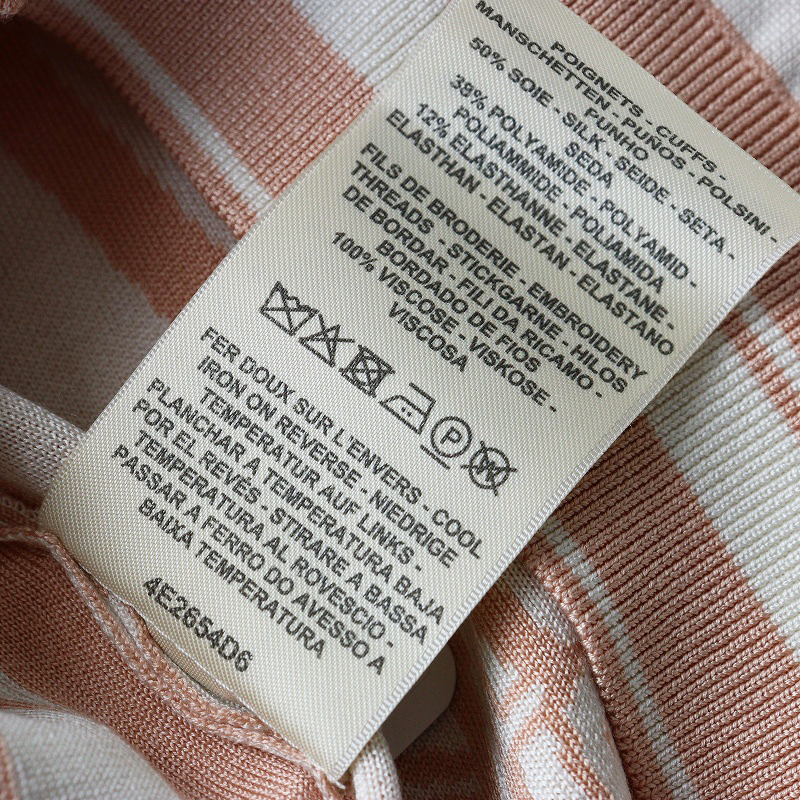 POIGNETS - CUFFS -
MANSCHETTEN - PUÑOS - POLSINI -
PUNHO
50% SOIE - SILK - SEIDE - SETA -
SEDA
38% POLYAMIDE - POLYAMID -
POLIAMMIDE - POLIAMIDA
12% ELASTHANNE - ELASTANE -
ELASTHAN - ELASTAN - ELASTANO
FILS DE BRODERIE - EMBROIDERY
THREADS - STICKGARNE - HILOS
DE BORDAR - FILI DA RICAMO -
BORDADO DE FIOS
100% VISCOSE - VISKOSE -
VISCOSA
P
W
FER DOUX SUR L'ENVERS - COOL
IRON ON REVERSE - NIEDRIGE
TEMPERATUR AUF LINKS -
PLANCHAR A TEMPERATURA BAJA
POR EL REVÉS - STIRARE A BASSA
TEMPERATURA AL ROVESCIO -
PASSAR A FERRO DO AVESSO A
BAIXA TEMPERATURA
4E2654D6